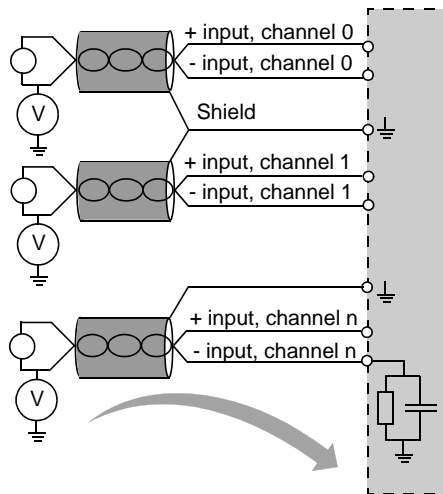 + input, channel 0
- input, channel 0
V
Shield
+ input, channel 1
- input, channel 1
V
+ input, channel n
- input, channel n
V